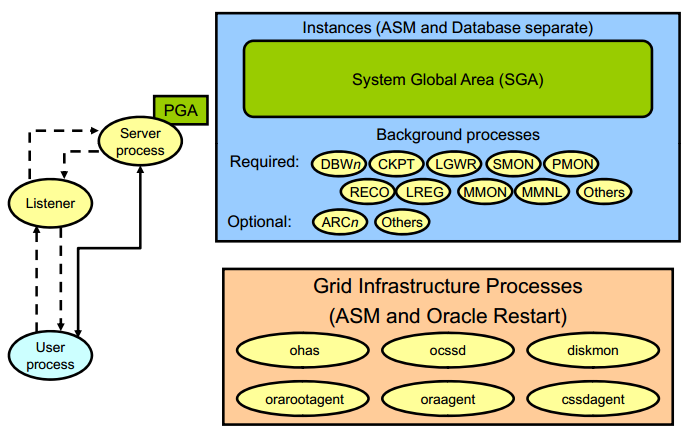 Instances (ASM and Database separate)
System Global Area (SGA)
PGA
Server
process
Background processes
Required: DBWn CKPT LGWR SMON PMON
RECO LREG MMON MMNL Others
Listener
Optional: ARCn Others
Grid Infrastructure Processes
(ASM and Oracle Restart)
User
process
ohas ocssd diskmon
orarootagent oraagent cssdagent